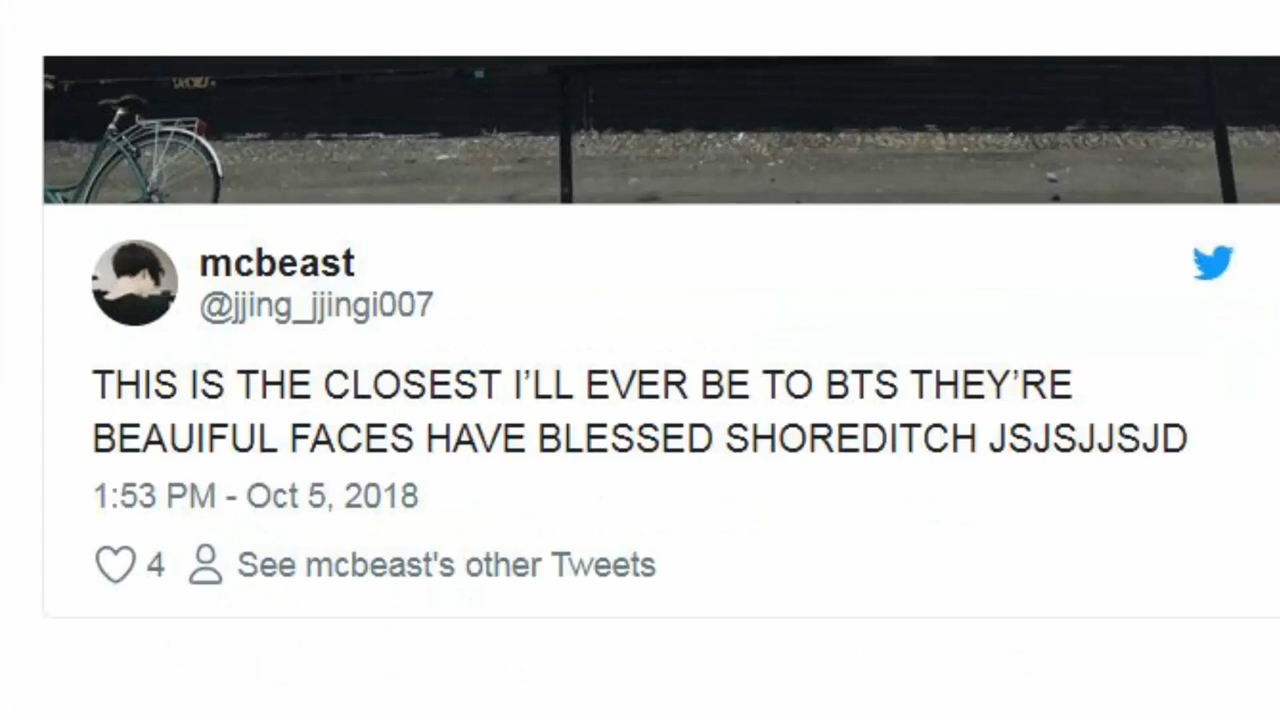 mcbeast
@jjing_jjingi007
THIS IS THE CLOSEST I’LL EVER BE TO BTS THEY’RE
BEAUIFUL FACES HAVE BLESSED SHOREDITCH JSJSJJSJD
1:53 PM - Oct 5, 2018
4 See mcbeast's other Tweets